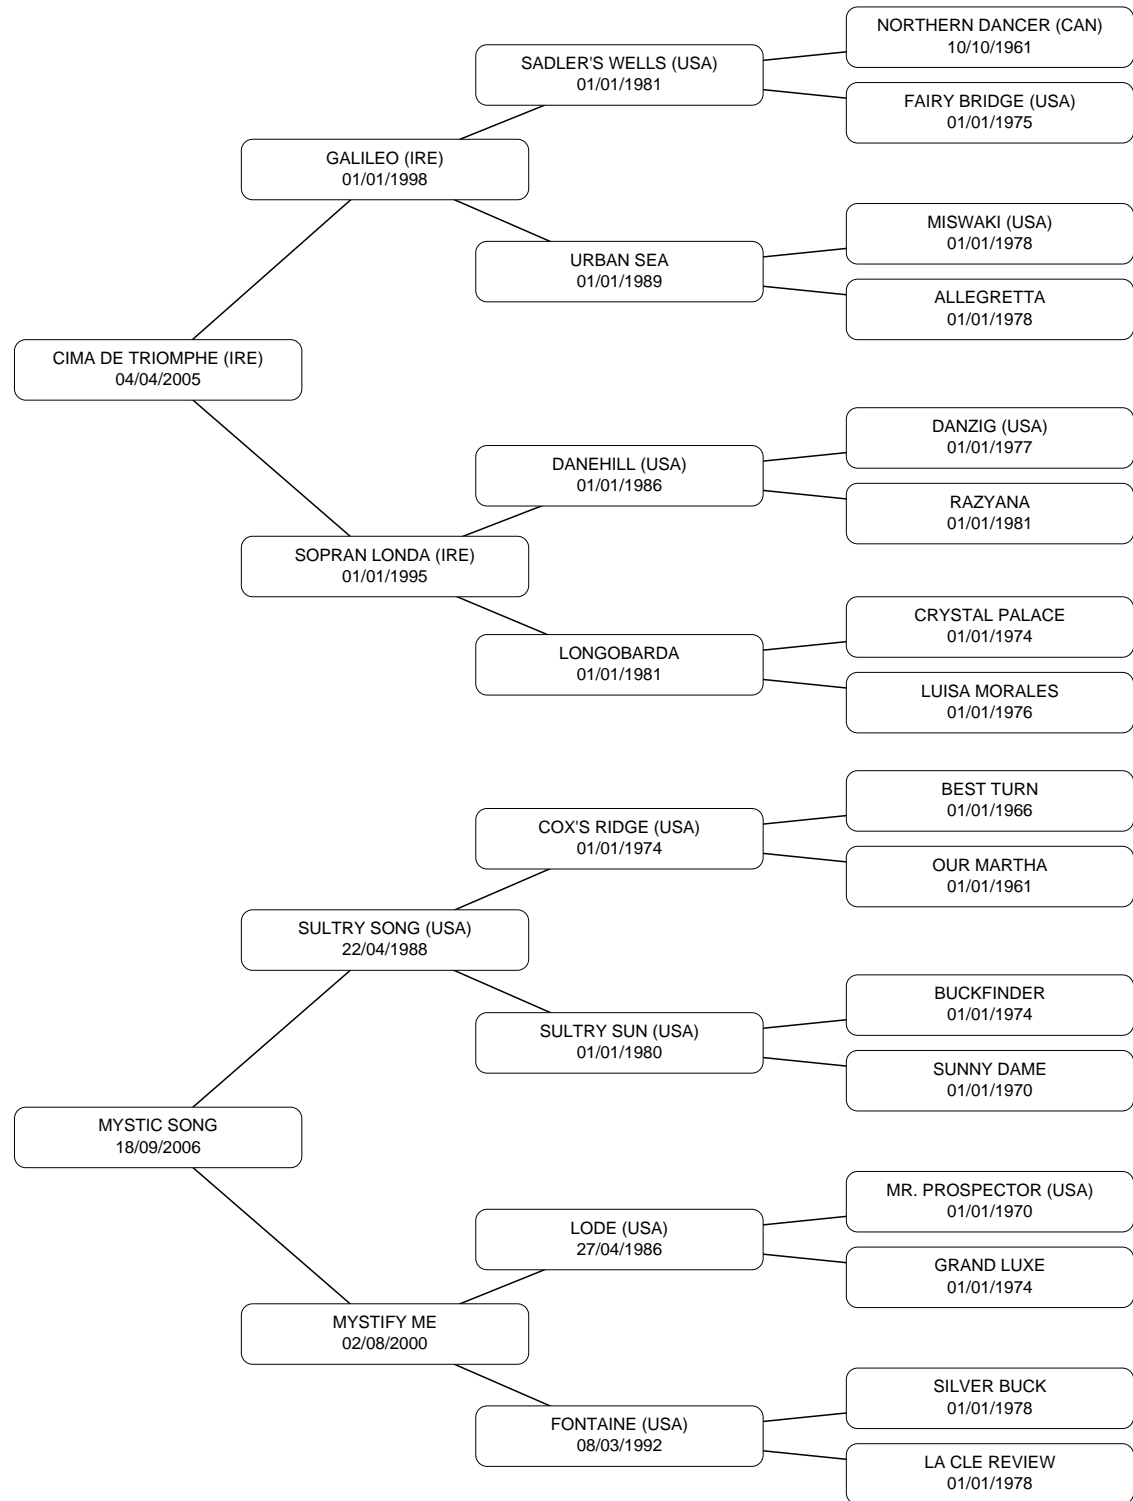 NORTHERN DANCER (CAN)
10/10/1961
SADLER'S WELLS (USA)
01/01/1981
FAIRY BRIDGE (USA)
01/01/1975
GALILEO (IRE)
01/01/1998
MISWAKI (USA)
01/01/1978
URBAN SEA
01/01/1989
ALLEGRETTA
01/01/1978
CIMA DE TRIOMPHE (IRE)
04/04/2005
DANZIG (USA)
01/01/1977
DANEHILL (USA)
01/01/1986
RAZYANA
01/01/1981
SOPRAN LONDA (IRE)
01/01/1995
CRYSTAL PALACE
01/01/1974
LONGOBARDA
01/01/1981
LUISA MORALES
01/01/1976
BEST TURN
01/01/1966
COX'S RIDGE (USA)
01/01/1974
OUR MARTHA
01/01/1961
SULTRY SONG (USA)
22/04/1988
BUCKFINDER
01/01/1974
SULTRY SUN (USA)
01/01/1980
SUNNY DAME
01/01/1970
MYSTIC SONG
18/09/2006
MR. PROSPECTOR (USA)
01/01/1970
LODE (USA)
27/04/1986
GRAND LUXE
01/01/1974
MYSTIFY ME
02/08/2000
SILVER BUCK
01/01/1978
FONTAINE (USA)
08/03/1992
LA CLE REVIEW
01/01/1978